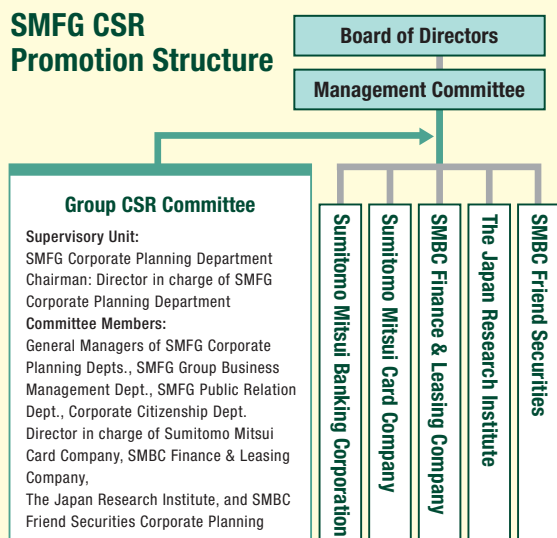 SMFG CSR
Promotion Structure
Board of Directors
Management Committee
Group CSR Committee
Supervisory Unit:
SMFG Corporate Planning Department
Chairman: Director in charge of SMFG
Corporate Planning Department
Committee Members:
General Managers of SMFG Corporate
Planning Depts., SMFG Group Business
Management Dept., SMFG Public Relation
Dept., Corporate Citizenship Dept.
Director in charge of Sumitomo Mitsui
Card Company, SMBC Finance & Leasing
Company,
The Japan Research Institute, and SMBC
Friend Securities Corporate Planning
Sumitomo Mitsui Banking Corporation
Sumitomo Mitsui Card Company
SMBC Finance & Leasing Company
The Japan Research Institute
SMBC Friend Securities